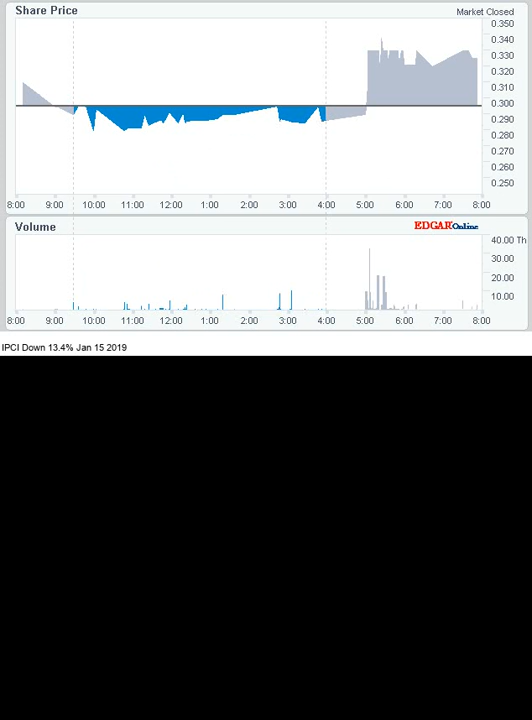 Share Price
Market Closed
0.350
0.340
0.330
0.320
0.310
0.300
0.290
0.280
0.270
0.260
0.250
8:00 10:00 11:00 12:00 1:00 2:00 3:00 4:00 5:00 6:00 7:00 8:00
Volume
EDGAR Online
40.00 Th
30.00
20.00
10.00
8:00 10:00 11:00 12:00 1:00 2:00 3:00 4:00 5:00 6:00 7:00 8:00
IPCI Down 13.4% Jan 15 2019